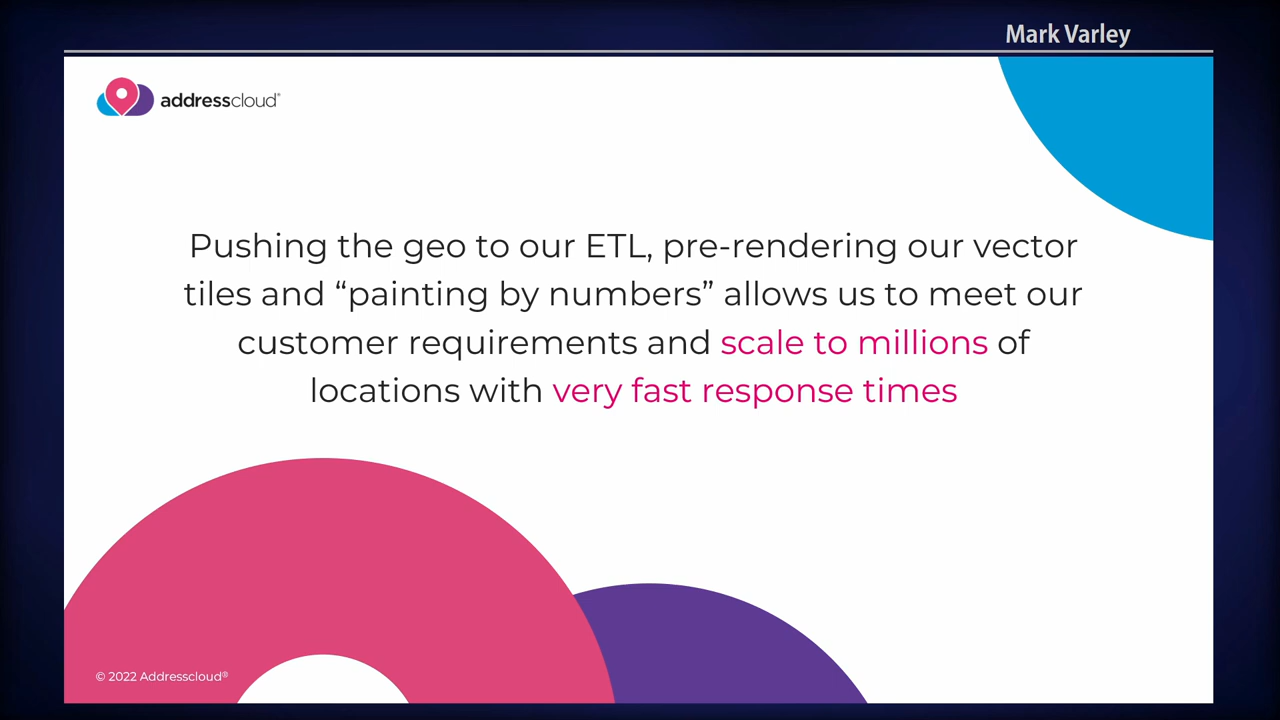 Mark Varley
addresscloud®
Pushing the geo to our ETL, pre-rendering our vector
tiles and “painting by numbers” allows us to meet our
customer requirements and scale to millions of
locations with very fast response times
© 2022 Addresscloud®